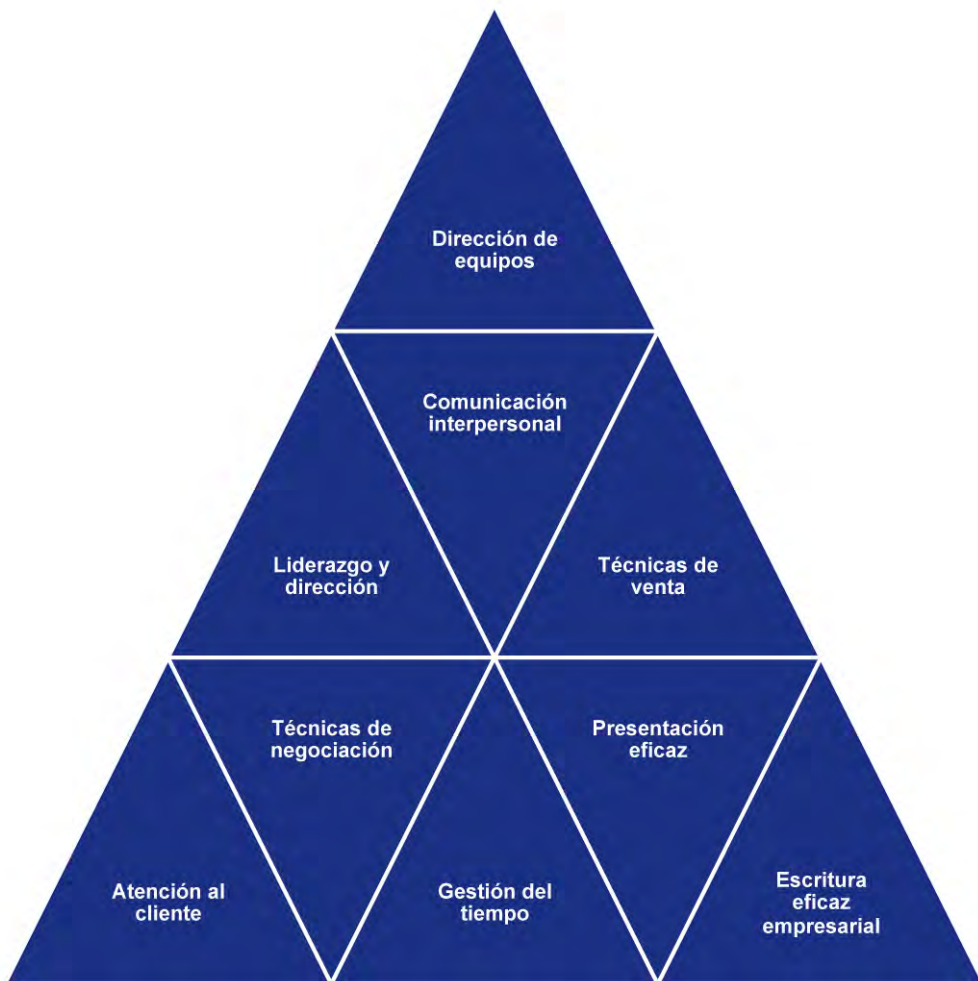 Dirección de
equipos
Comunicación
interpersonal
Liderazgo y
dirección
Técnicas de
venta
Técnicas de
negociación
Presentación
eficaz
Atención al
cliente
Gestión del
tiempo
Escritura
eficaz
empresarial